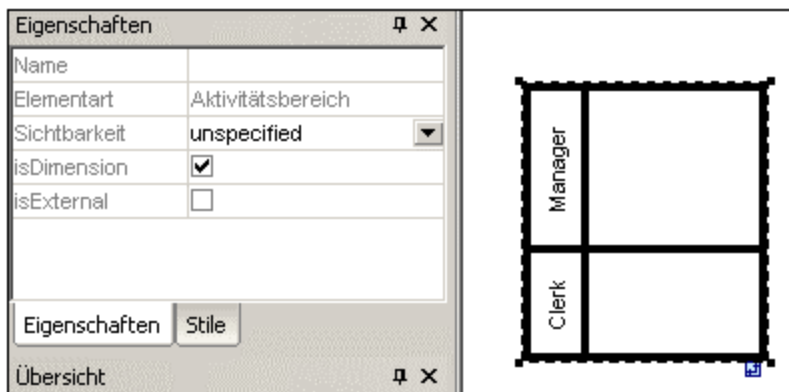 Eigenschaften
Name
Elementart Aktivitätsbereich
Sichtbarkeit unspecified
isDimension
isExternal
Eigenschaften Stile
Übersicht
Manager
Clerk